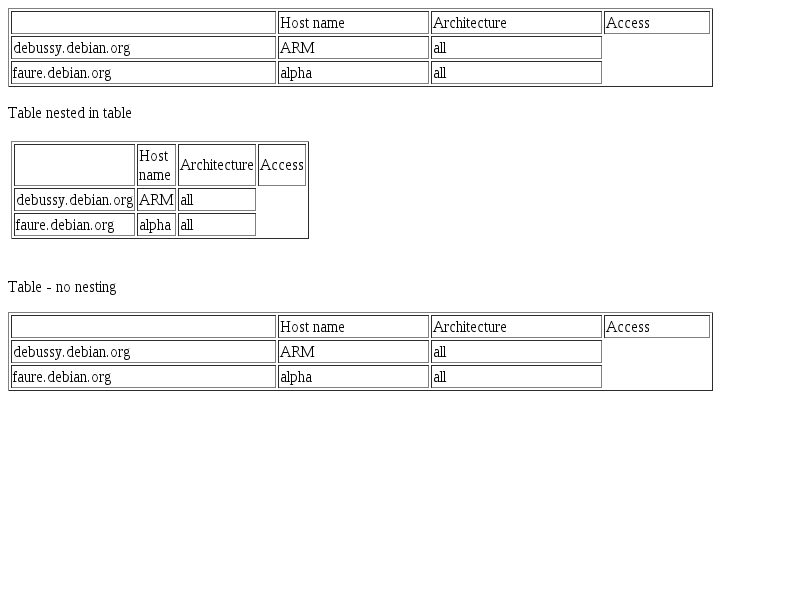 Host name Architecture Access
debussy.debian.org ARM all
faure.debian.org alpha all
Table nested in table
Host name Architecture Access
debussy.debian.org ARM all
faure.debian.org alpha all
Table - no nesting
Host name Architecture Access
debussy.debian.org ARM all
faure.debian.org alpha all